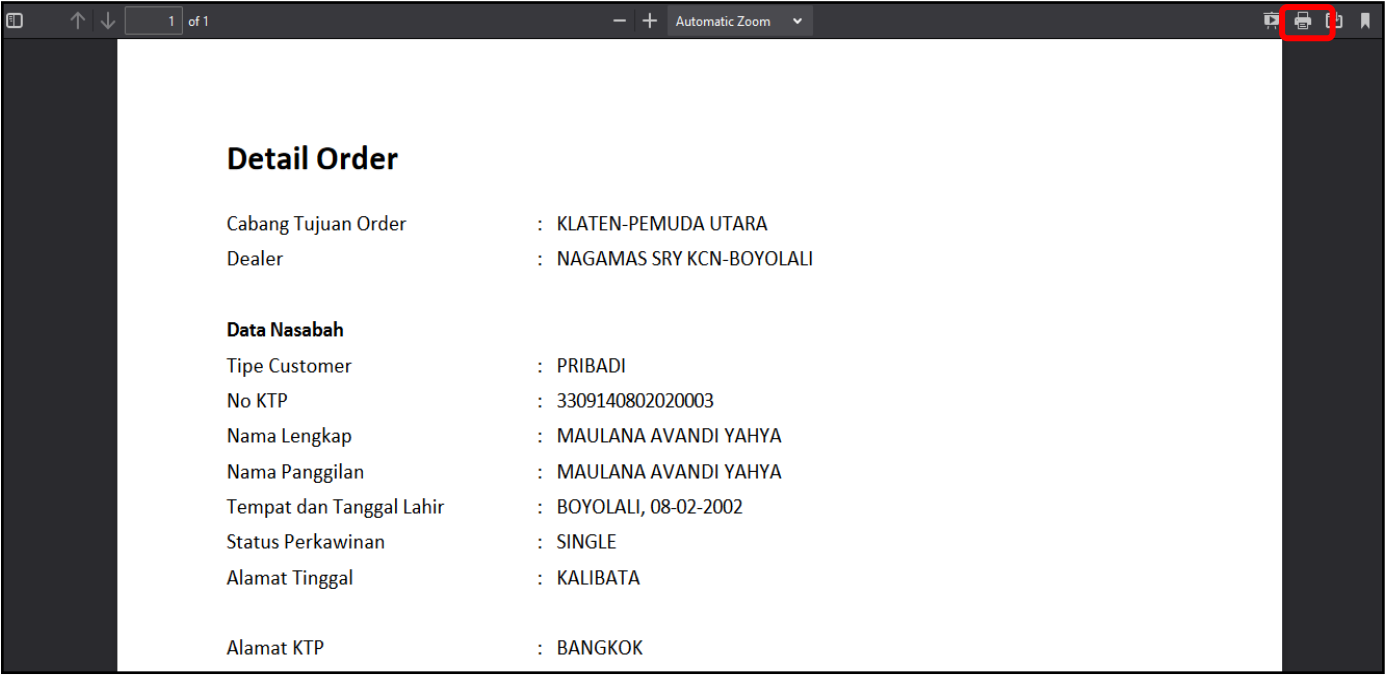 1 of 1 Automatic Zoom
Detail Order
Cabang Tujuan Order : KLATEN-PEMUDA UTARA
Dealer : NAGAMAS SRY KCN-BOYOLALI
Data Nasabah
Tipe Customer : PRIBADI
No KTP : 3309140802020003
Nama Lengkap : MAULANA AVANDI YAHYA
Nama Panggilan : MAULANA AVANDI YAHYA
Tempat dan Tanggal Lahir : BOYOLALI, 08-02-2002
Status Perkawinan : SINGLE
Alamat Tinggal : KALIBATA
Alamat KTP : BANGKOK